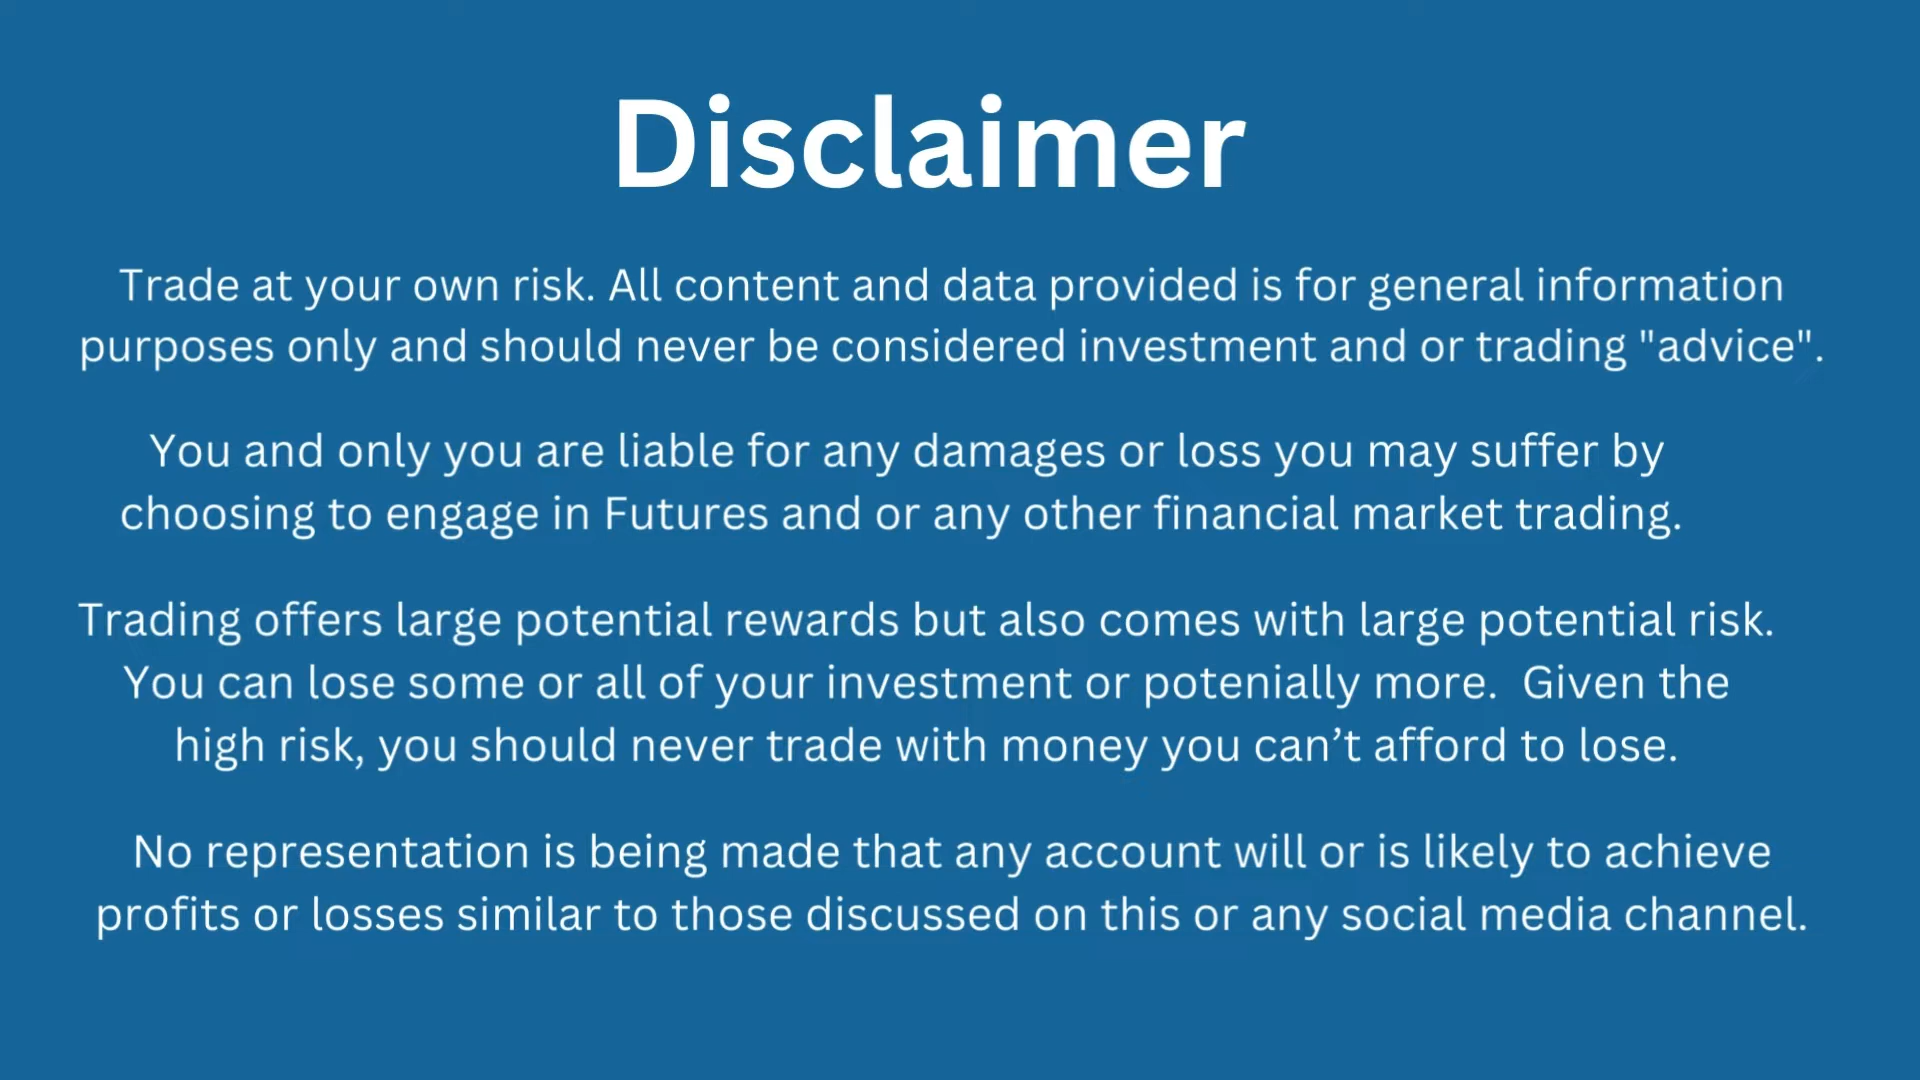 Disclaimer
Trade at your own risk. All content and data provided is for general information
purposes only and should never be considered investment and or trading "advice".
You and only you are liable for any damages or loss you may suffer by
choosing to engage in Futures and or any other financial market trading.
Trading offers large potential rewards but also comes with large potential risk.
You can lose some or all of your investment or potenially more.  Given the
high risk, you should never trade with money you can’t afford to lose.
No representation is being made that any account will or is likely to achieve
profits or losses similar to those discussed on this or any social media channel.